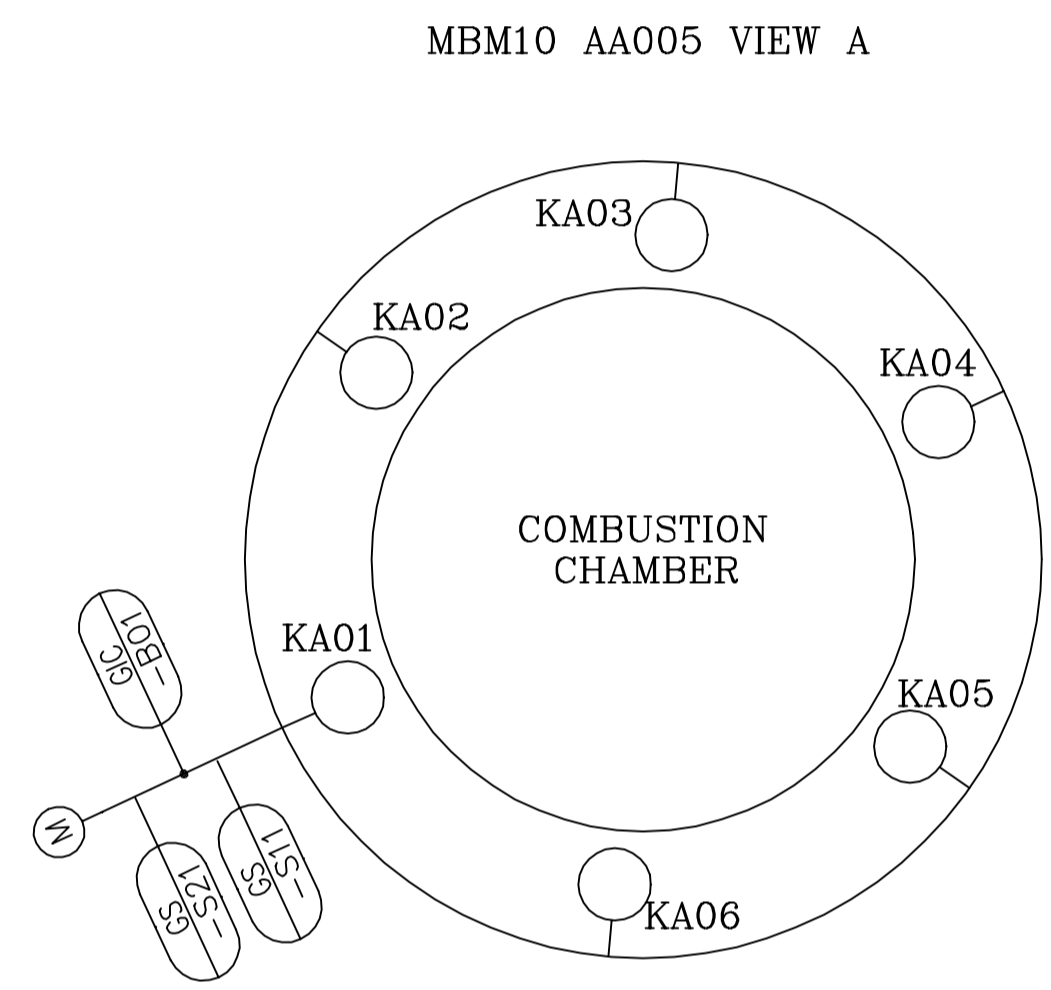 MBM10 AA005 VIEW A
KA03
KA02
KA04
COMBUSTION
CHAMBER
GIC
-B01
KA01
KA05
M
GS
-S11
GS
-S21
KA06